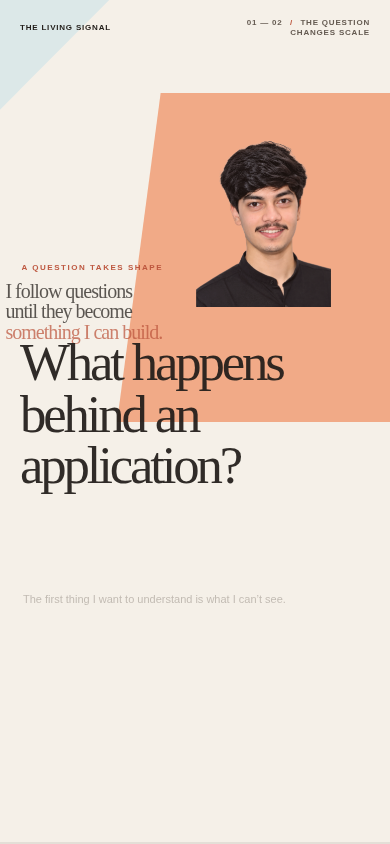 THE LIVING SIGNAL
01 — 02 / THE QUESTION
CHANGES SCALE
A QUESTION TAKES SHAPE
I follow questions
until they become
something I can build.
What happens
behind an
application?
The first thing I want to understand is what I can't see.